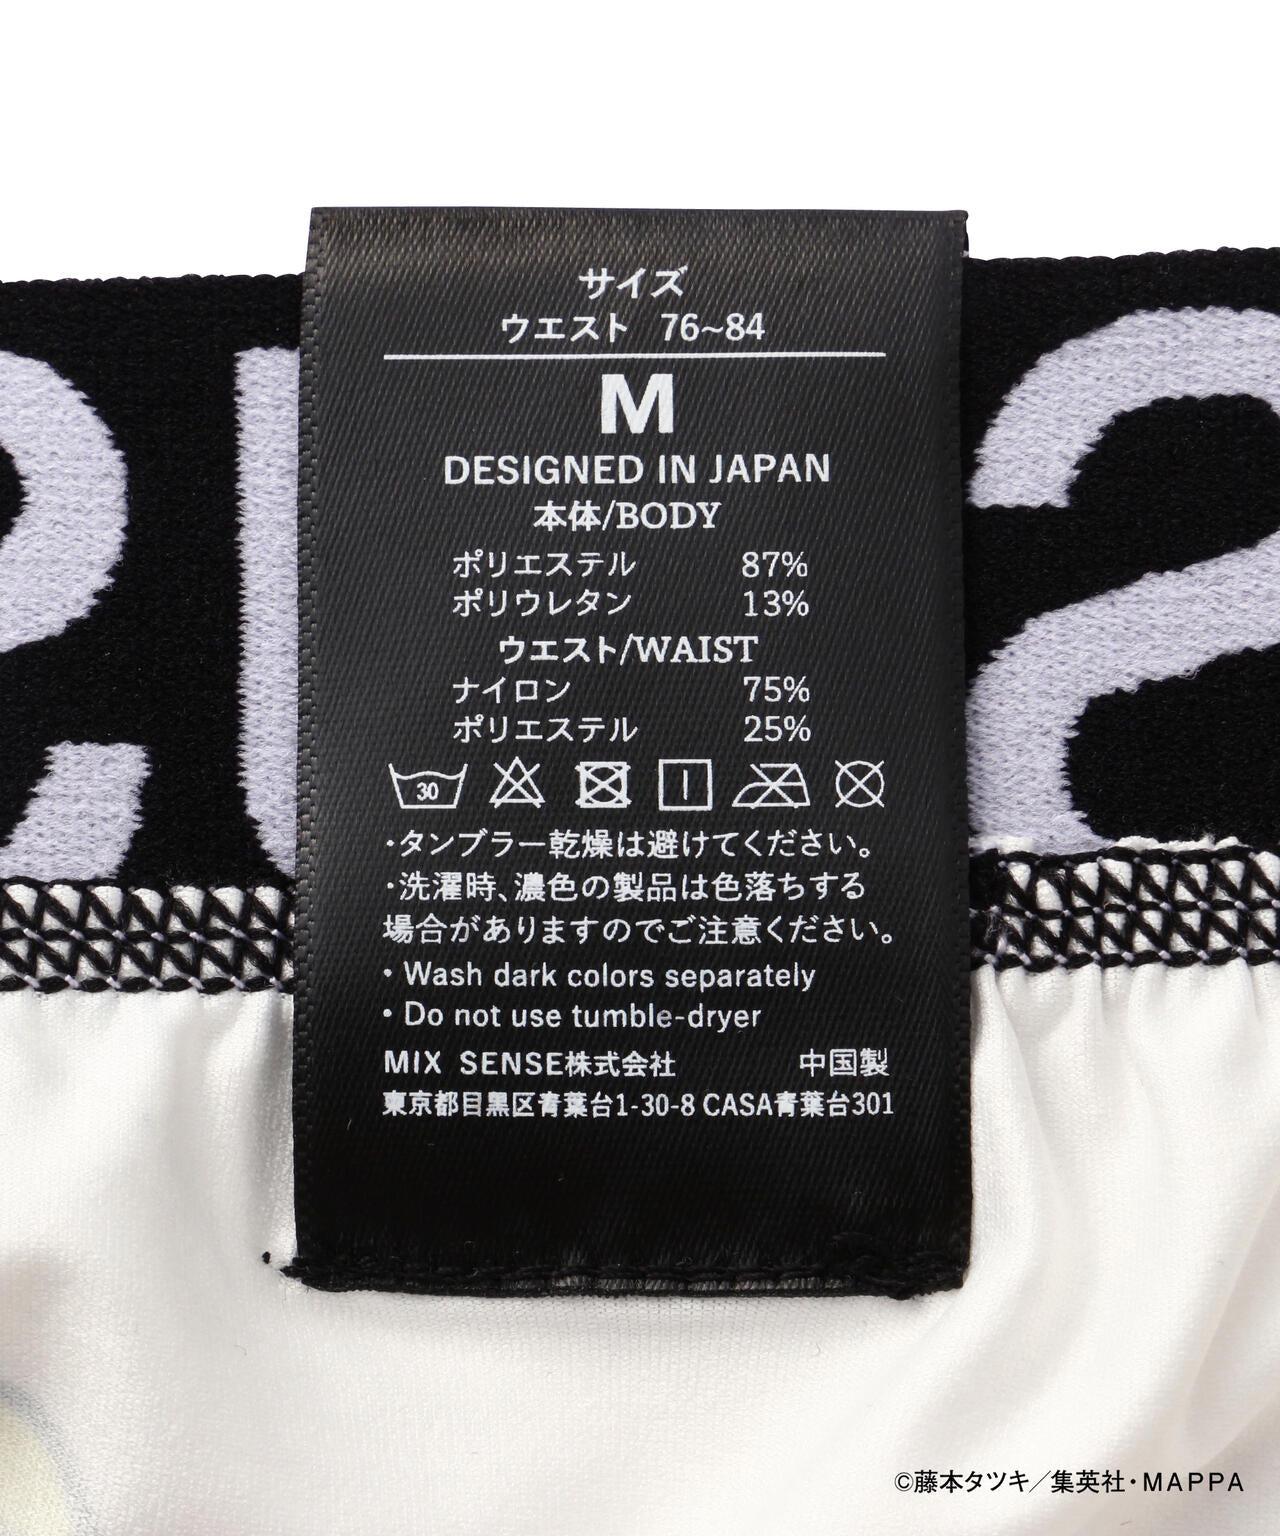 サイズ
ウエスト 76~84
M
DESIGNED IN JAPAN
本体/BODY
ポリエステル 87%
ポリウレタン 13%
ウエスト/WAIST
ナイロン 75%
ポリエステル 25%
30
・タンブラー乾燥は避けてください。
・洗濯時、濃色の製品は色落ちする
場合がありますのでご注意ください。
• Wash dark colors separately
• Do not use tumble-dryer
MIX SENSE株式会社 中国製
東京都目黒区青葉台1-30-8 CASA青葉台301
©藤本タツキ／集英社・MAPPA